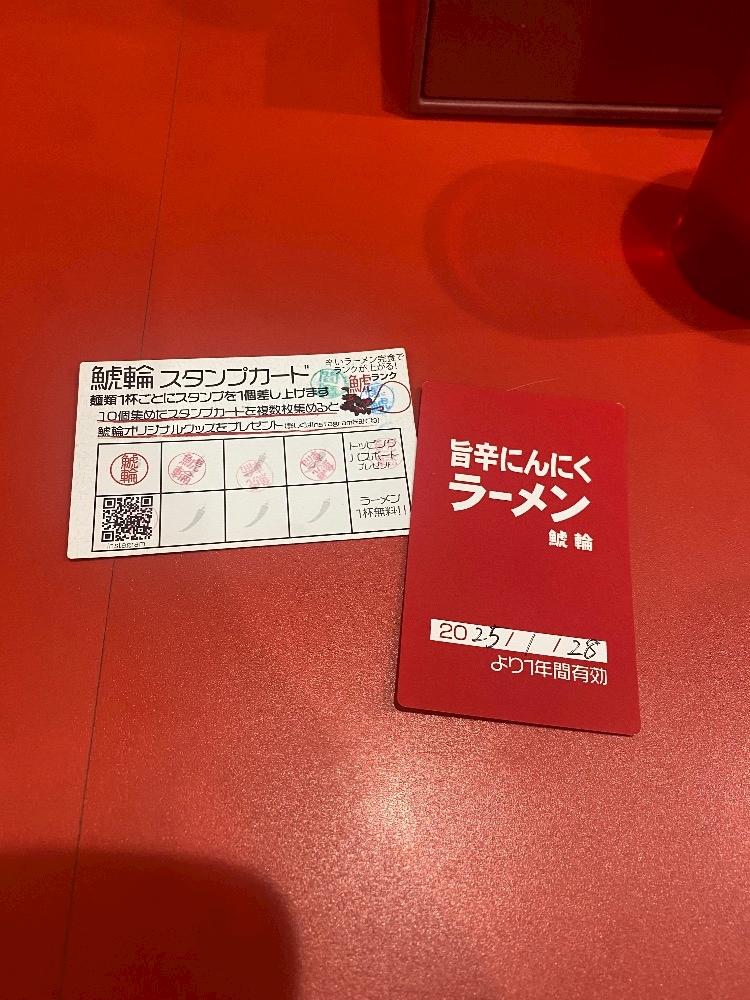 鯱輪 スタンプカード
辛いラーメン完食で
ランクが上がる!
鯱ランク
麺類1杯ごとにスタンプを1個差し上げます
10個集めたスタンプカードを複数枚集めると
鯱輪オリジナルグッズをプレゼント
鯱輪
トッピング
パスポート
プレゼント
Instagram
ラーメン
1杯無料!!
旨辛にんにく
ラーメン
鯱輪
2025/1/28
より1年間有効